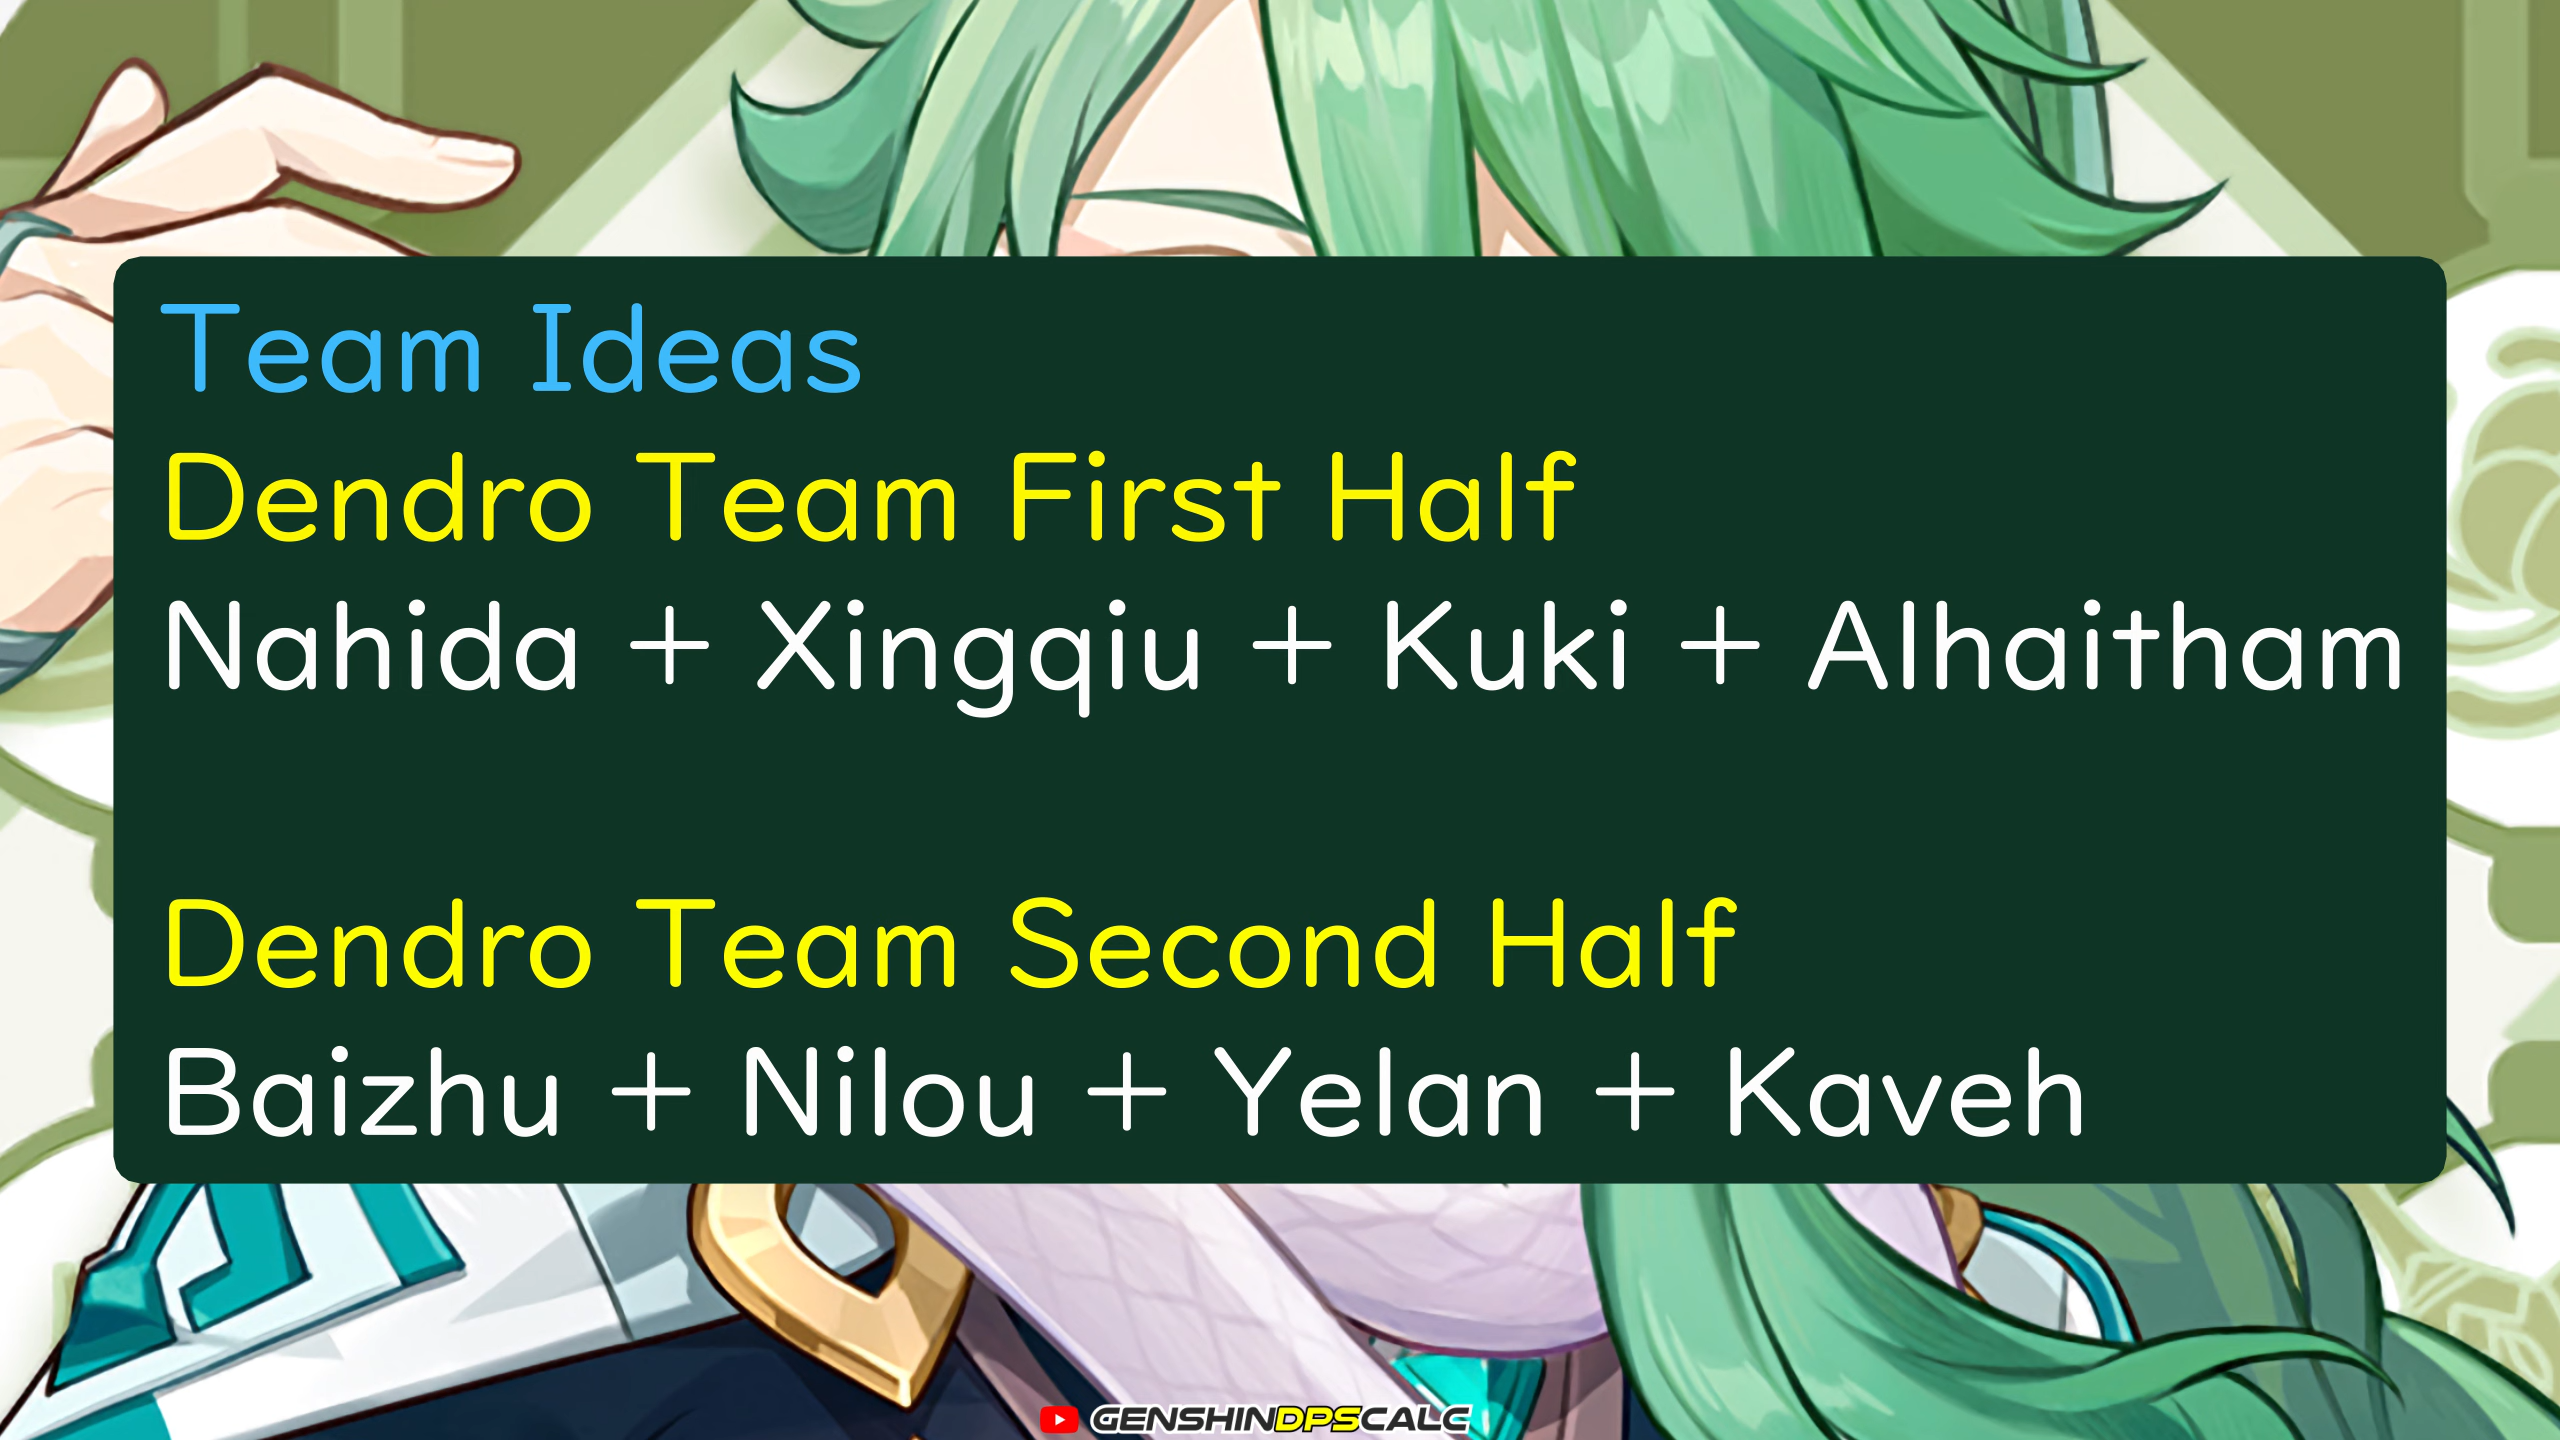 Team Ideas
Dendro Team First Half
Nahida + Xingqiu + Kuki + Alhaitham
Dendro Team Second Half
Baizhu + Nilou + Yelan + Kaveh
GENSHINDPSCALC